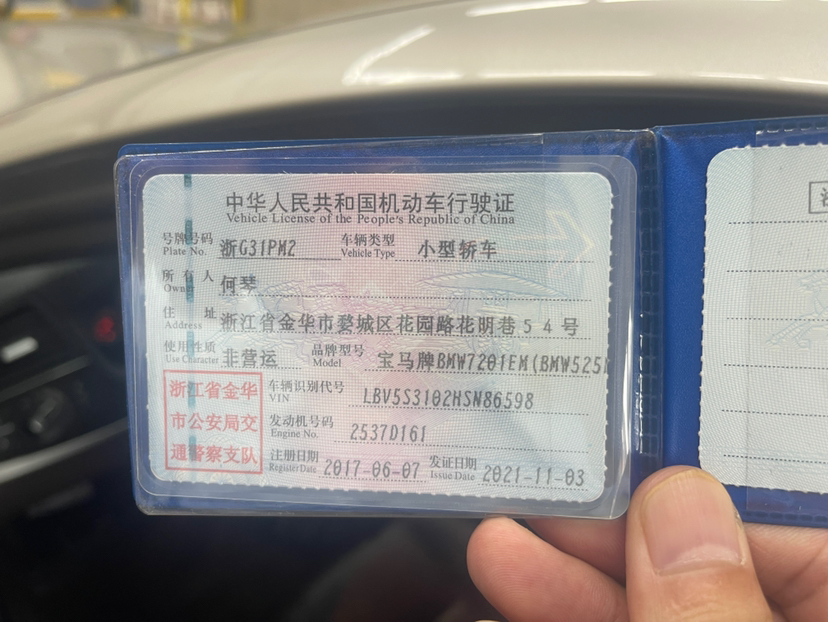 中华人民共和国机动车行驶证
Vehicle License of the People's Republic of China
号牌号码 浙G31PM2 车辆类型 小型轿车
Plate No. Vehicle Type
所有人 何琴
Owner
住址 浙江省金华市婺城区花园路花明巷54号
Address
使用性质 非营运 品牌型号 宝马牌BMW7201EM(BMW525
Use Character Model
浙江省金华
市公安局交
通警察支队
车辆识别代号 LBV5S3102HSN86598
VIN
发动机号码 2537D161
Engine No.
注册日期 2017-06-07 发证日期 2021-11-03
Register Date Issue Date